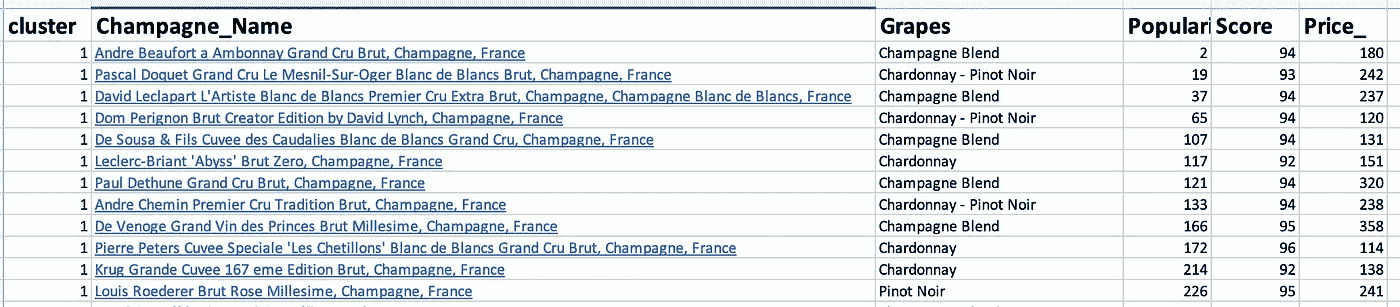 cluster Champagne_Name Grapes Populari Score Price_
1 Andre Beaufort a Ambonnay Grand Cru Brut, Champagne, France Champagne Blend 2 94 180
1 Pascal Doquet Grand Cru Le Mesnil-Sur-Oger Blanc de Blancs Brut, Champagne, France Chardonnay - Pinot Noir 19 93 242
1 David Leclapart L'Artiste Blanc de Blancs Premier Cru Extra Brut, Champagne, Champagne Blanc de Blancs, France Champagne Blend 37 94 237
1 Dom Perignon Brut Creator Edition by David Lynch, Champagne, France Chardonnay - Pinot Noir 65 94 120
1 De Sousa & Fils Cuvee des Caudalies Blanc de Blancs Grand Cru, Champagne, France Champagne Blend 107 94 131
1 Leclerc-Briant 'Abyss' Brut Zero, Champagne, France Chardonnay 117 92 151
1 Paul Dethune Grand Cru Brut, Champagne, France Champagne Blend 121 94 320
1 Andre Chemin Premier Cru Tradition Brut, Champagne, France Chardonnay - Pinot Noir 133 94 238
1 De Venoge Grand Vin des Princes Brut Millesime, Champagne, France Champagne Blend 166 95 358
1 Pierre Peters Cuvee Speciale 'Les Chetillons' Blanc de Blancs Grand Cru Brut, Champagne, France Chardonnay 172 96 114
1 Krug Grande Cuvee 167 eme Edition Brut, Champagne, France Chardonnay 214 92 138
1 Louis Roederer Brut Rose Millesime, Champagne, France Pinot Noir 226 95 241